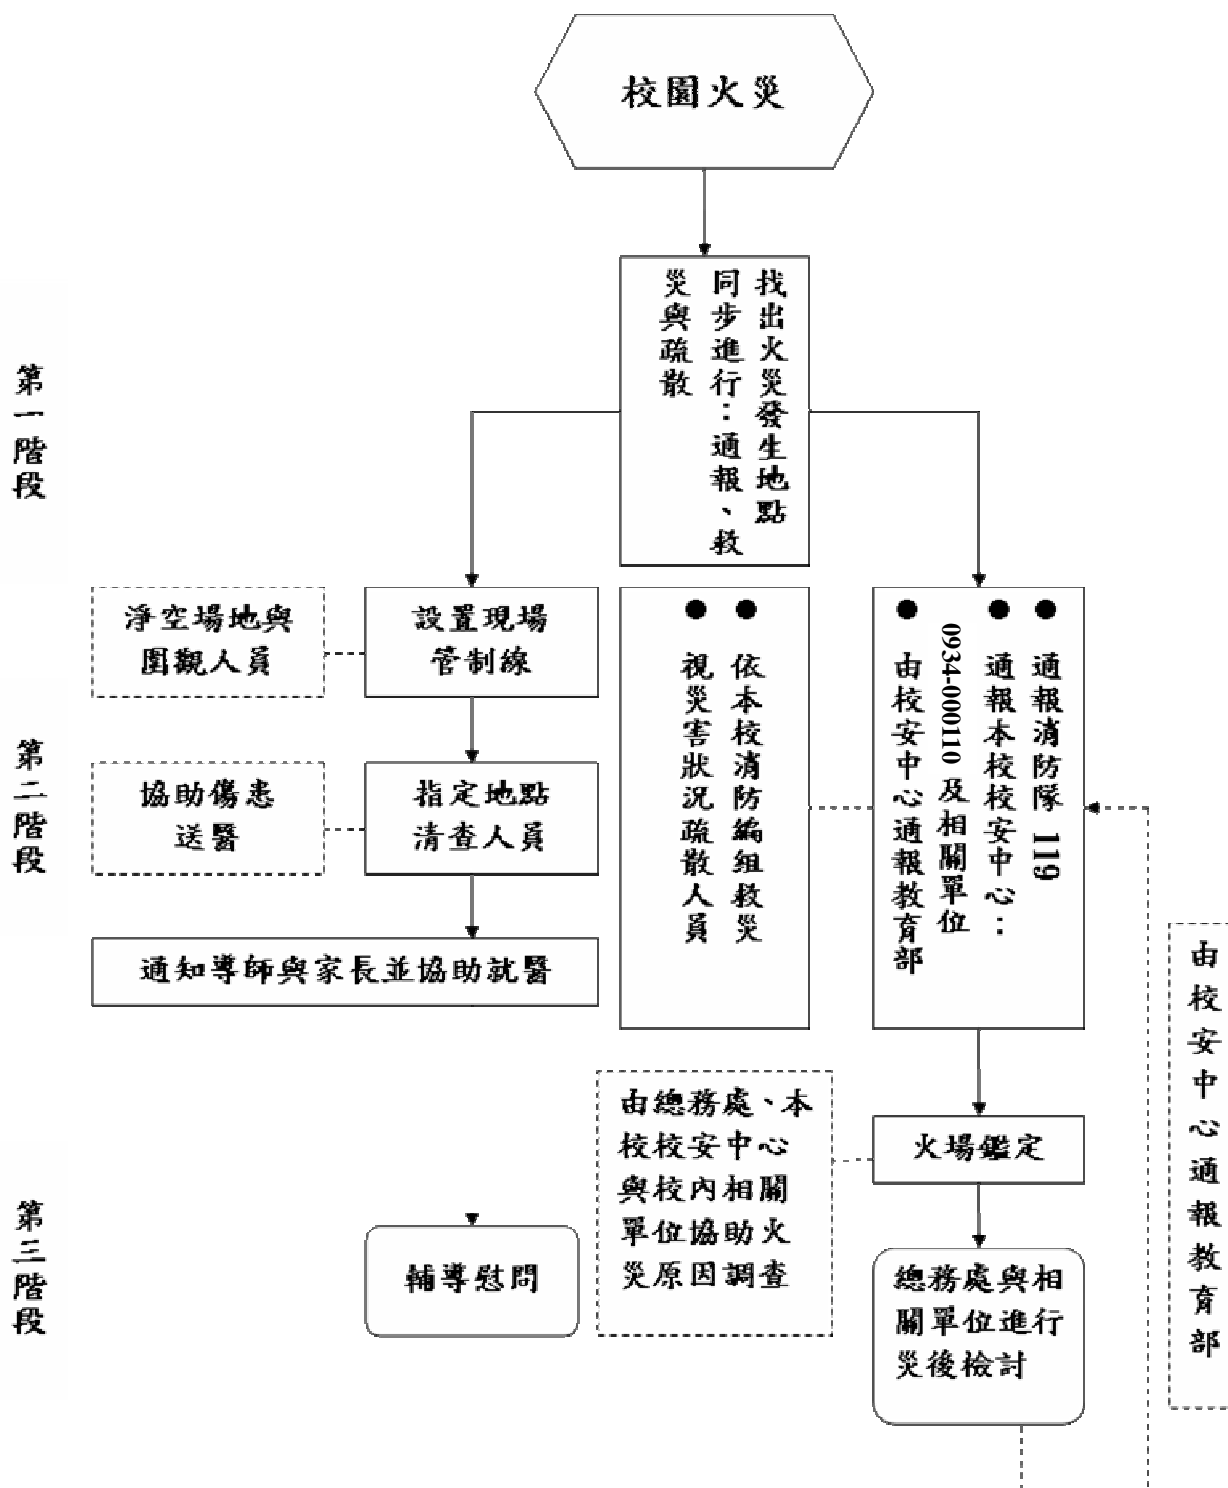 校園火災
找出火災發生地點
同步進行：通報、救
災與疏散
第一階段
淨空場地與
圍觀人員
設置現場
管制線
依本校消防編組救災
視災害狀況疏散人員
通報消防隊 119
通報本校校安中心：
0934-000110 及相關單位
由校安中心通報教育部
第二階段
協助傷患
送醫
指定地點
清查人員
通知導師與家長並協助就醫
由校安中心通報教育部
由總務處、本
校校安中心
與校內相關
單位協助火
災原因調查
火場鑑定
第三階段
輔導慰問
總務處與相
關單位進行
災後檢討